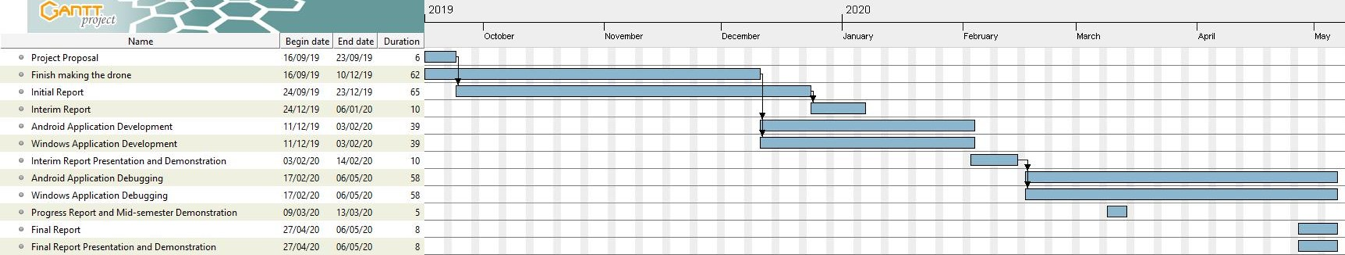 GANTT
project
2019
2020
Name Begin date End date Duration
October November December January February March April May
Project Proposal 16/09/19 23/09/19 6
Finish making the drone 16/09/19 10/12/19 62
Initial Report 24/09/19 23/12/19 65
Interim Report 24/12/19 06/01/20 10
Android Application Development 11/12/19 03/02/20 39
Windows Application Development 11/12/19 03/02/20 39
Interim Report Presentation and Demonstration 03/02/20 14/02/20 10
Android Application Debugging 17/02/20 06/05/20 58
Windows Application Debugging 17/02/20 06/05/20 58
Progress Report and Mid-semester Demonstration 09/03/20 13/03/20 5
Final Report 27/04/20 06/05/20 8
Final Report Presentation and Demonstration 27/04/20 06/05/20 8